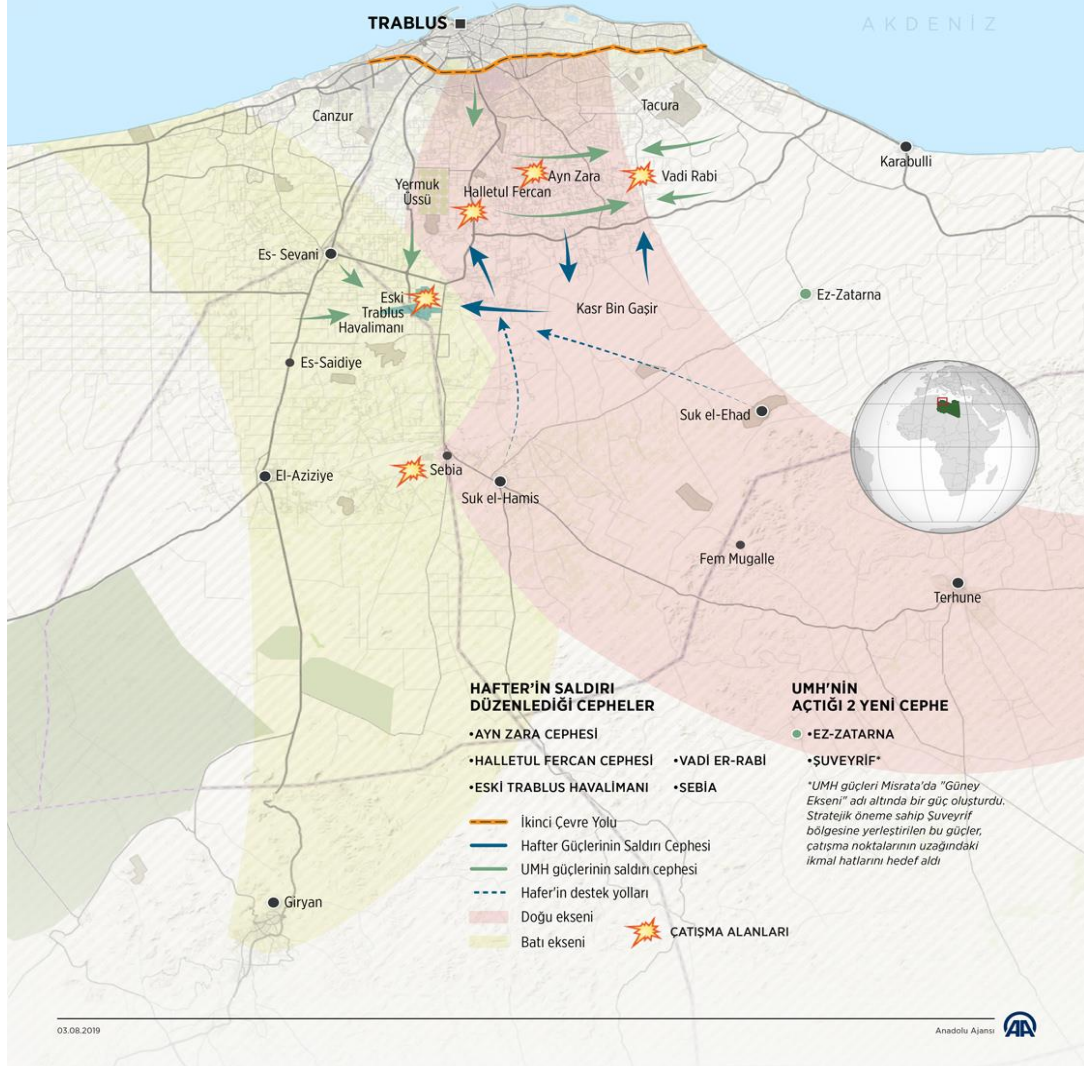 TRABLUS
AKDENİZ
Canzur
Tacura
Karabulli
Yermuk
Üssü
Halletul Fercan
Ayn Zara
Vadi Rabi
Es- Sevani
Eski
Trablus
Havalimanı
Kasr Bin Gaşir
Ez-Zatarna
Es-Saidiye
Suk el-Ehad
El-Aziziye
Sebia
Suk el-Hamis
Fem Mugalle
Terhune
Giryan
HAFTER'İN SALDIRI
DÜZENLEDİĞİ CEPHELER
•AYN ZARA CEPHESİ
•HALLETUL FERCAN CEPHESİ •VADİ ER-RABİ
•ESKİ TRABLUS HAVALİMANI •SEBİA
İkinci Çevre Yolu
Hafter Güçlerinin Saldırı Cephesi
UMH güçlerinin saldırı cephesi
Hafer'in destek yolları
Doğu ekseni
Batı ekseni
ÇATIŞMA ALANLARI
UMH'NİN
AÇTIĞI 2 YENİ CEPHE
•EZ-ZATARNA
•ŞUVEYRİF*
*UMH güçleri Misrata'da "Güney
Ekseni" adı altında bir güç oluşturdu.
Stratejik öneme sahip Şuveyrif
bölgesine yerleştirilen bu güçler,
çatışma noktalarının uzağındaki
ikmal hatlarını hedef aldı
03.08.2019
Anadolu Ajansı
AA